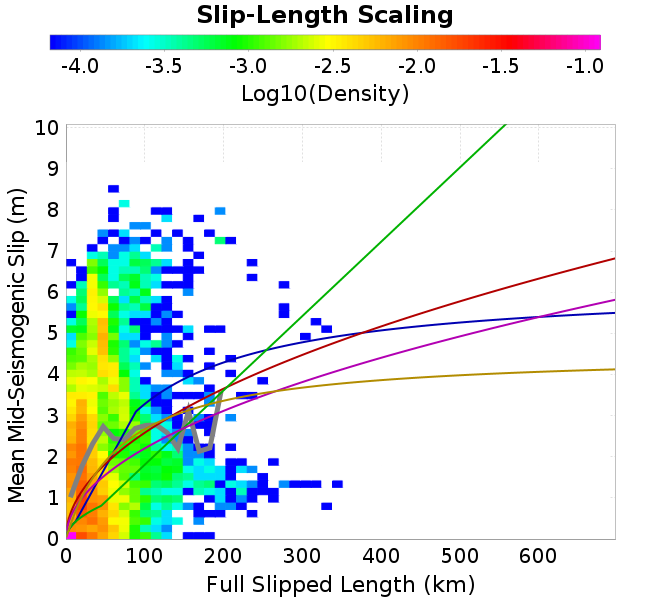 Slip-Length Scaling
-4.0 -3.5 -3.0 -2.5 -2.0 -1.5 -1.0
Log10(Density)
10
9
8
7
6
5
4
3
2
1
0
Mean Mid-Seismogenic Slip (m)
0 100 200 300 400 500 600
Full Slipped Length (km)